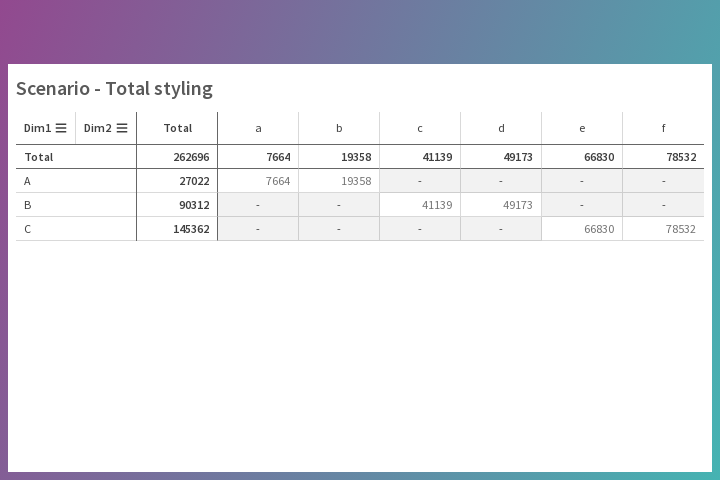 Scenario - Total styling
Dim1 Dim2 Total a b c d e f
Total 262696 7664 19358 41139 49173 66830 78532
A 27022 7664 19358 - - - -
B 90312 - - 41139 49173 - -
C 145362 - - - - 66830 78532